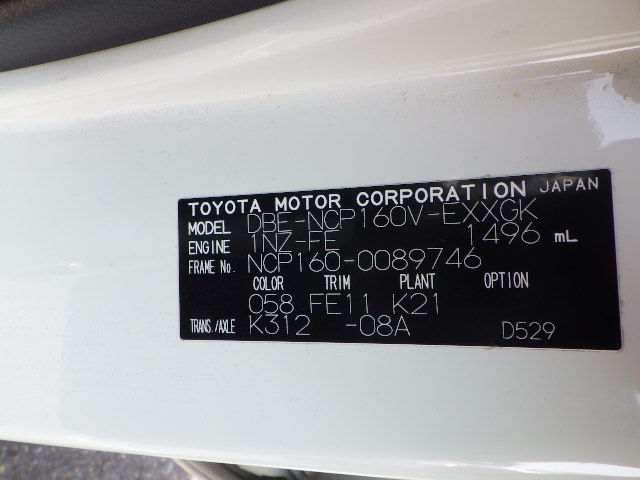 TOYOTA MOTOR CORPORATION JAPAN
MODEL DBE-NCP160V-EXXGK
ENGINE 1NZ-FE 1496 mL
FRAME No. NCP160-0089746
COLOR TRIM PLANT OPTION
058 FE11 K21
TRANS./AXLE K312 -08A D529